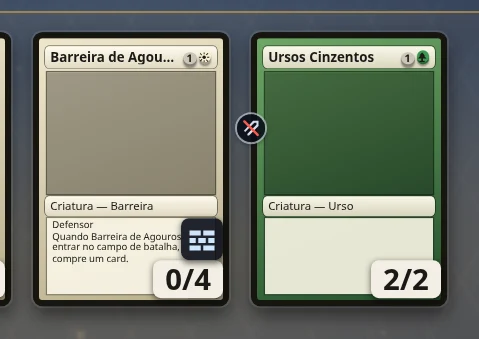 Barreira de Agou... 1
Criatura — Barreira
Defensor
Quando Barreira de Agouros
entrar no campo de batalha,
compre um card.
0/4
Ursos Cinzentos 1
Criatura — Urso
2/2